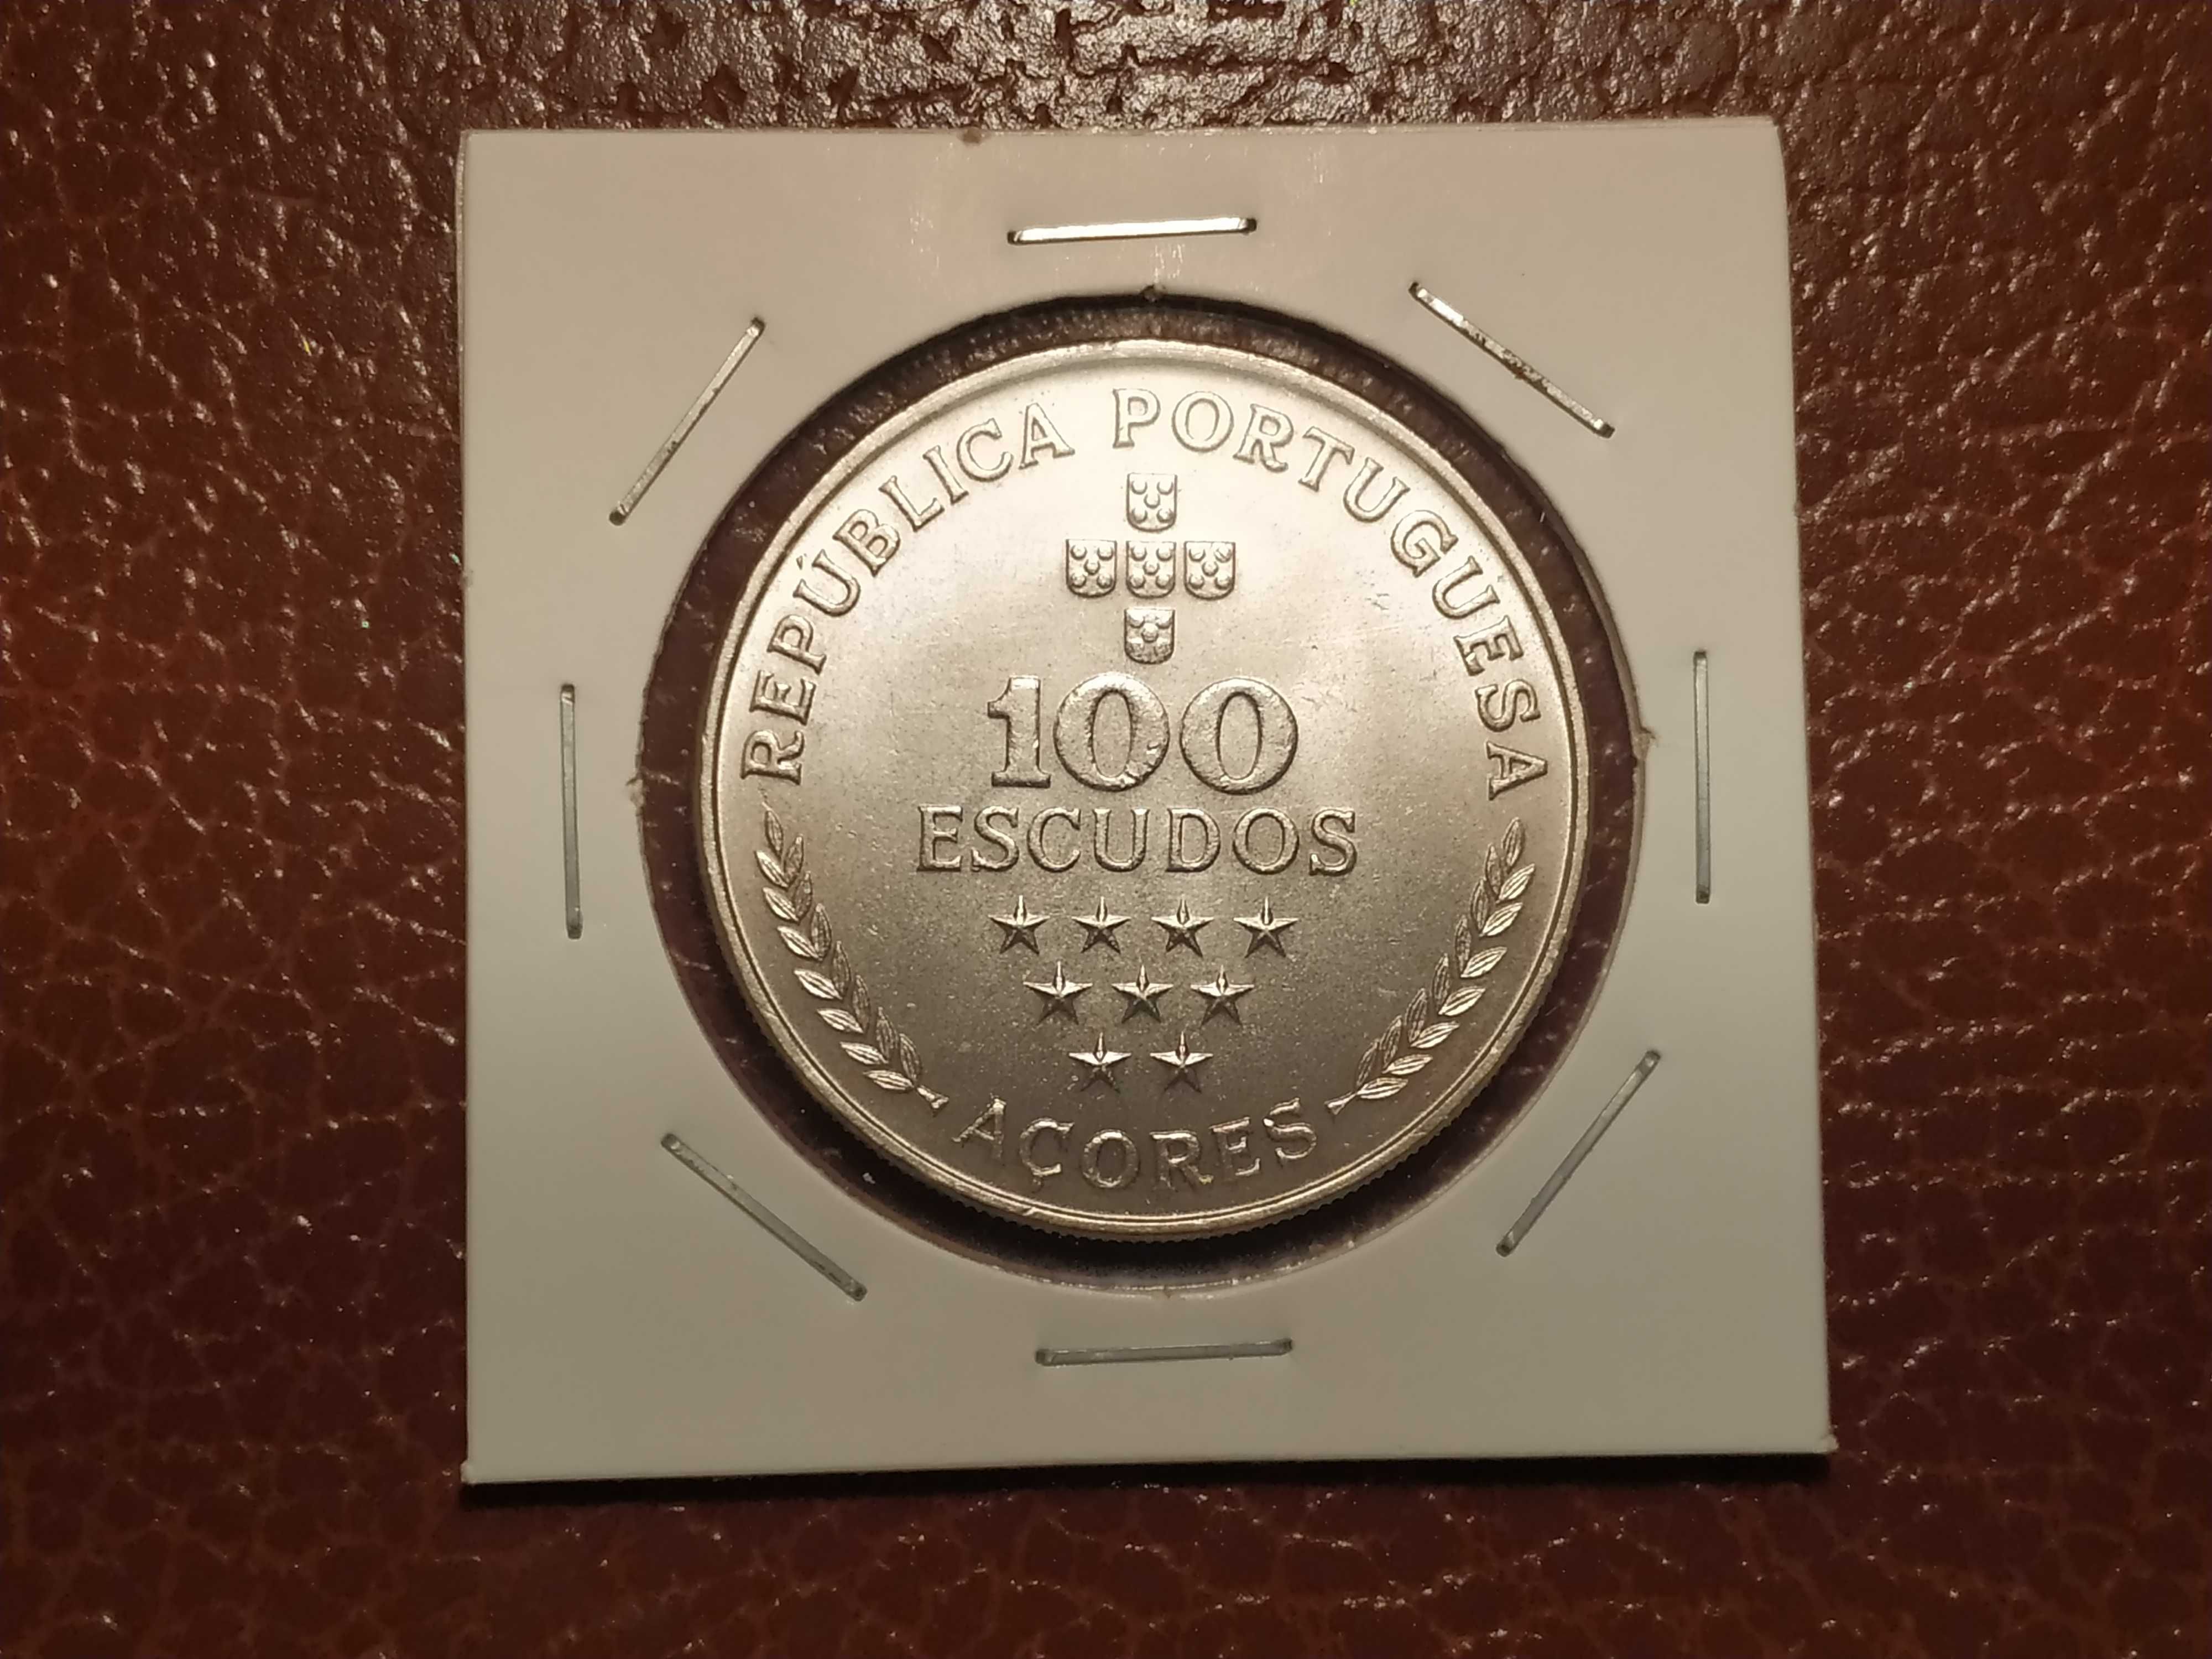 REPÚBLICA PORTUGUESA
100
ESCUDOS
AÇORES